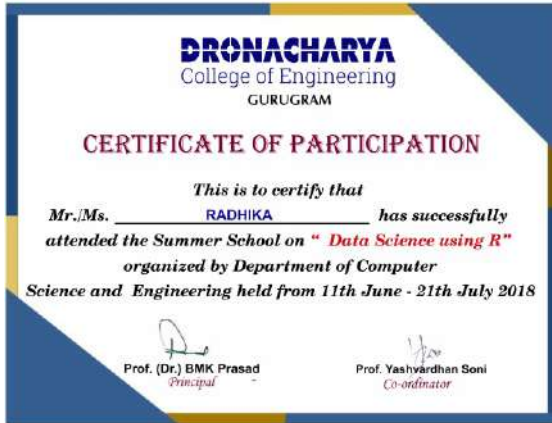 DRONACHARYA
College of Engineering
GURUGRAM
CERTIFICATE OF PARTICIPATION
This is to certify that
Mr./Ms. RADHIKA has successfully
attended the Summer School on “ Data Science using R”
organized by Department of Computer
Science and Engineering held from 11th June - 21th July 2018
Prof. (Dr.) BMK Prasad
Principal
Prof. Yashvardhan Soni
Co-ordinator